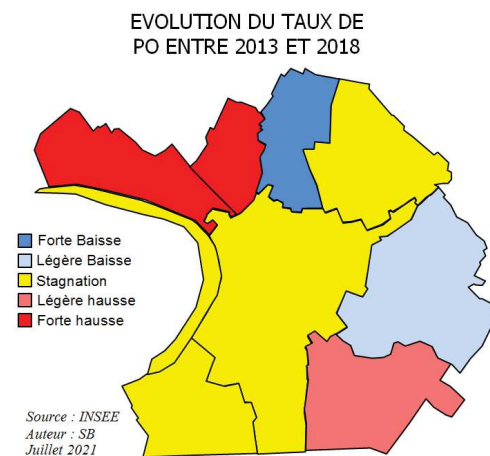 EVOLUTION DU TAUX DE
PO ENTRE 2013 ET 2018
Forte Baisse
Légère Baisse
Stagnation
Légère hausse
Forte hausse
Source : INSEE
Auteur : SB
Juillet 2021